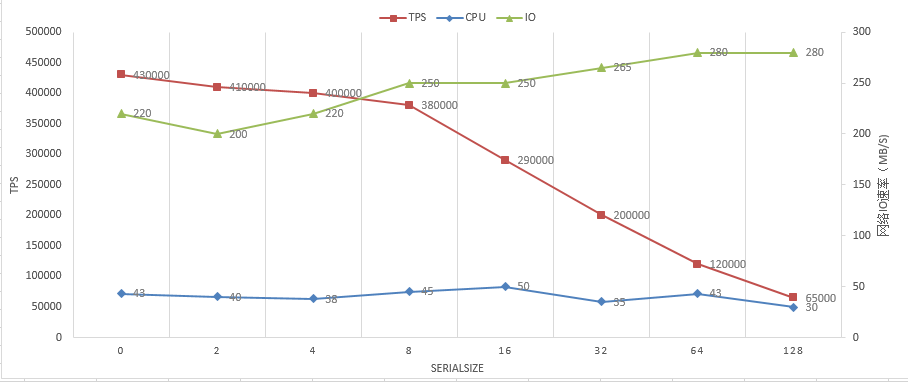 TPS CPU IO
500000
450000
400000
350000
300000
250000
200000
150000
100000
50000
0
TPS
430000 410000 400000 380000 290000 200000 120000 65000
220 200 220 250 250 265 280 280
43 40 38 45 50 35 43 30
300
250
200
150
100
50
0
网络IO速率（MB/S）
0 2 4 8 16 32 64 128
SERIALSIZE